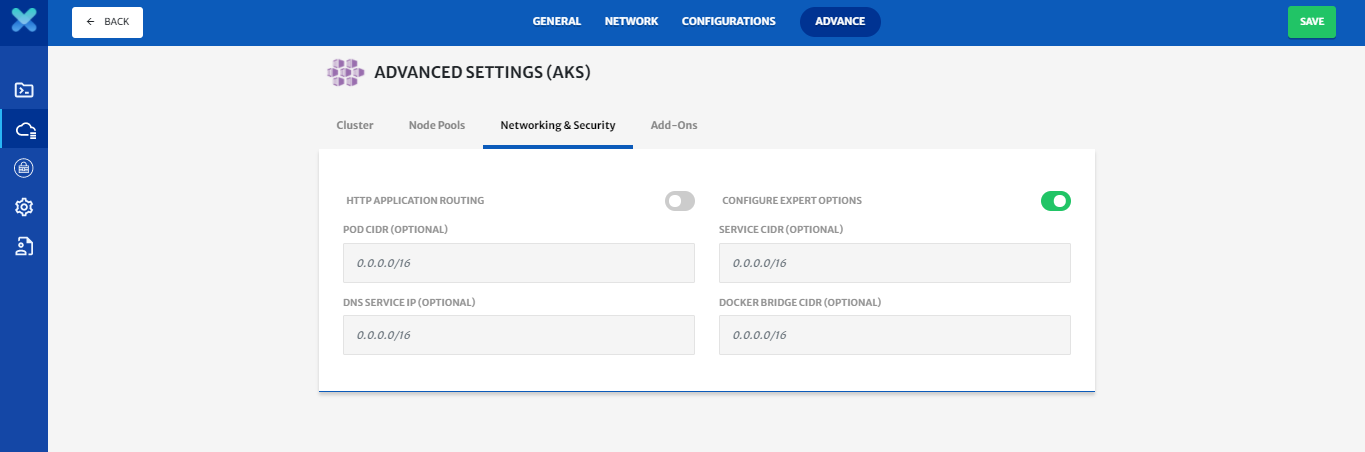 BACK
GENERAL NETWORK CONFIGURATIONS ADVANCE
SAVE
ADVANCED SETTINGS (AKS)
Cluster Node Pools Networking & Security Add-Ons
HTTP APPLICATION ROUTING
CONFIGURE EXPERT OPTIONS
POD CIDR (OPTIONAL)
SERVICE CIDR (OPTIONAL)
0.0.0.0/16
0.0.0.0/16
DNS SERVICE IP (OPTIONAL)
DOCKER BRIDGE CIDR (OPTIONAL)
0.0.0.0/16
0.0.0.0/16